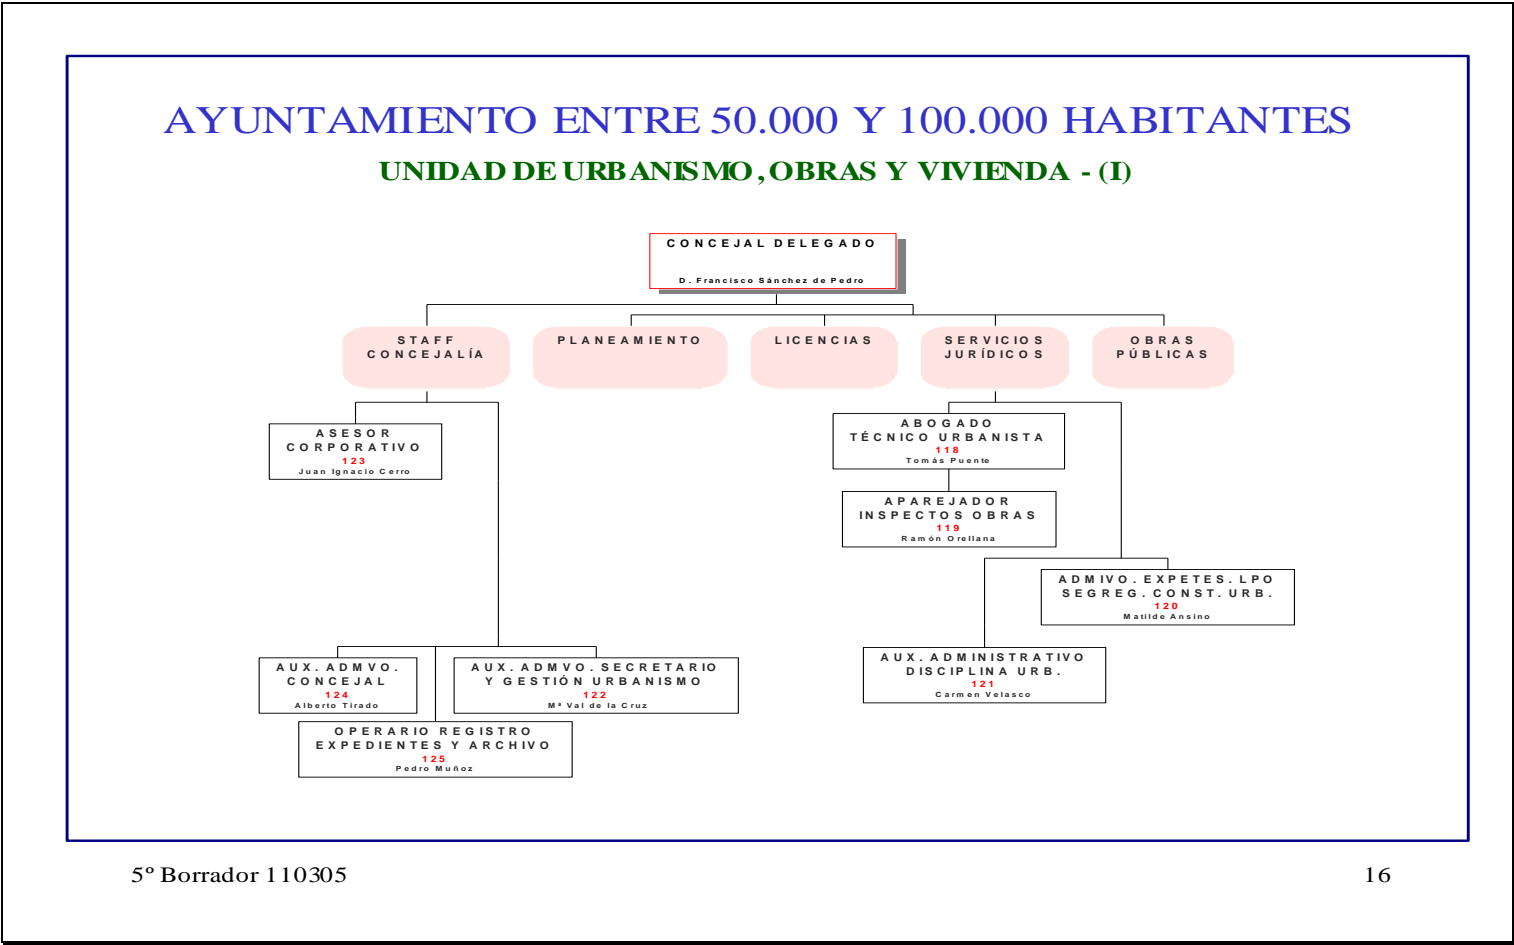 AYUNTAMIENTO ENTRE 50.000 Y 100.000 HABITANTES
UNIDAD DE URBANISMO, OBRAS Y VIVIENDA - (I)
CONCEJAL DELEGADO
D. Francisco Sánchez de Pedro
STAFF
CONCEJALÍA
PLANEAMIENTO
LICENCIAS
SERVICIOS
JURÍDICOS
OBRAS
PÚBLICAS
ASESOR
CORPORATIVO
123
Juan Ignacio Cerro
ABOGADO
TÉCNICO URBANISTA
118
Tomás Puente
APAREJADOR
INSPECTOS OBRAS
119
Ramón Orellana
ADMIVO. EXPETES. LPO
SEGREG. CONST. URB.
120
Matilde Ansino
AUX. ADMVO.
CONCEJAL
124
Alberto Tirado
AUX. ADMVO. SECRETARIO
Y GESTIÓN URBANISMO
122
Mª Val de la Cruz
AUX. ADMINISTRATIVO
DISCIPLINA URB.
121
Carmen Velasco
OPERARIO REGISTRO
EXPEDIENTES Y ARCHIVO
125
Pedro Muñoz
5º Borrador 110305
16